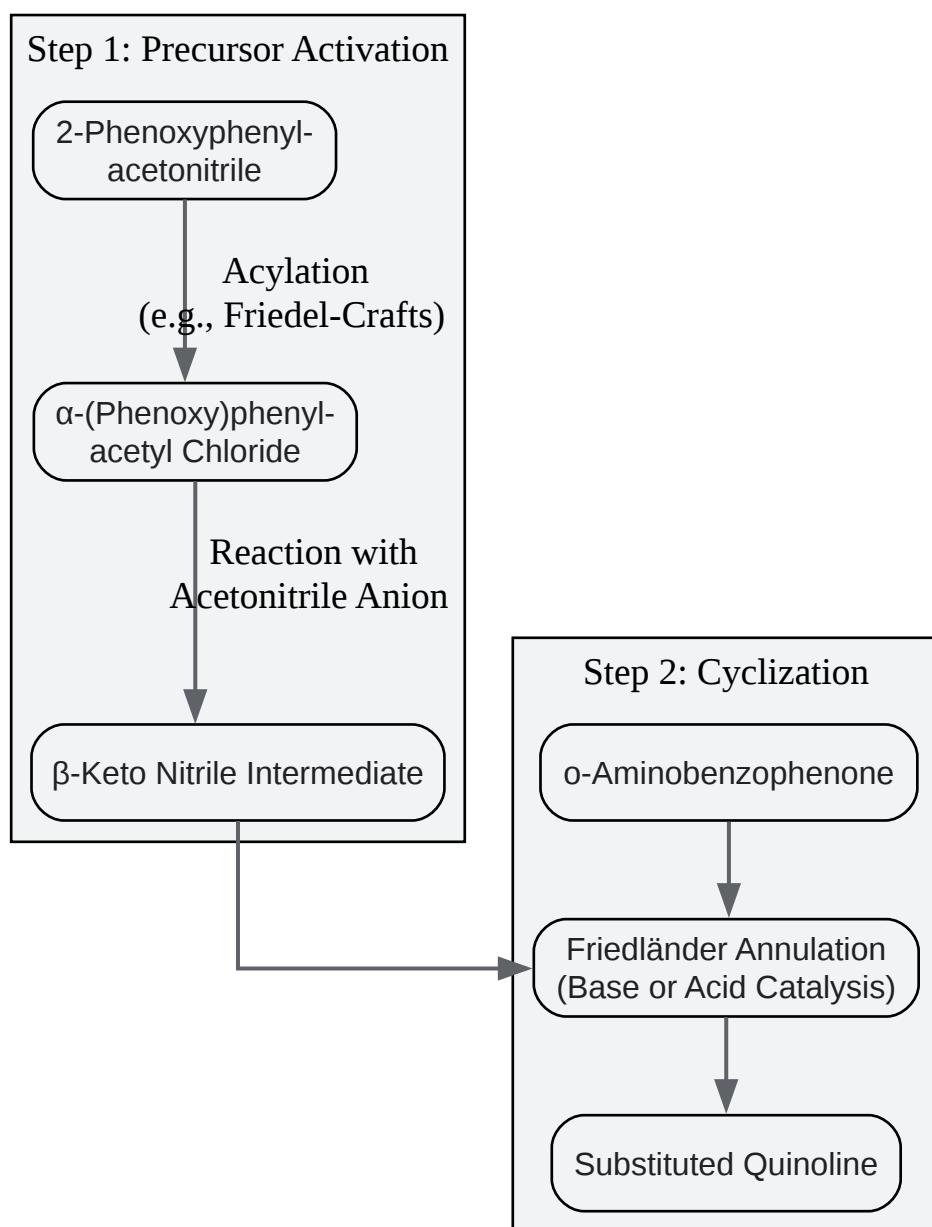 Step 1: Precursor Activation
2-Phenoxyphenyl-
acetonitrile
Acylation
(e.g., Friedel-Crafts)
α-(Phenoxy)phenyl-
acetyl Chloride
Reaction with
Acetonitrile Anion
β-Keto Nitrile Intermediate
Step 2: Cyclization
o-Aminobenzophenone
Friedländer Annulation
(Base or Acid Catalysis)
Substituted Quinoline